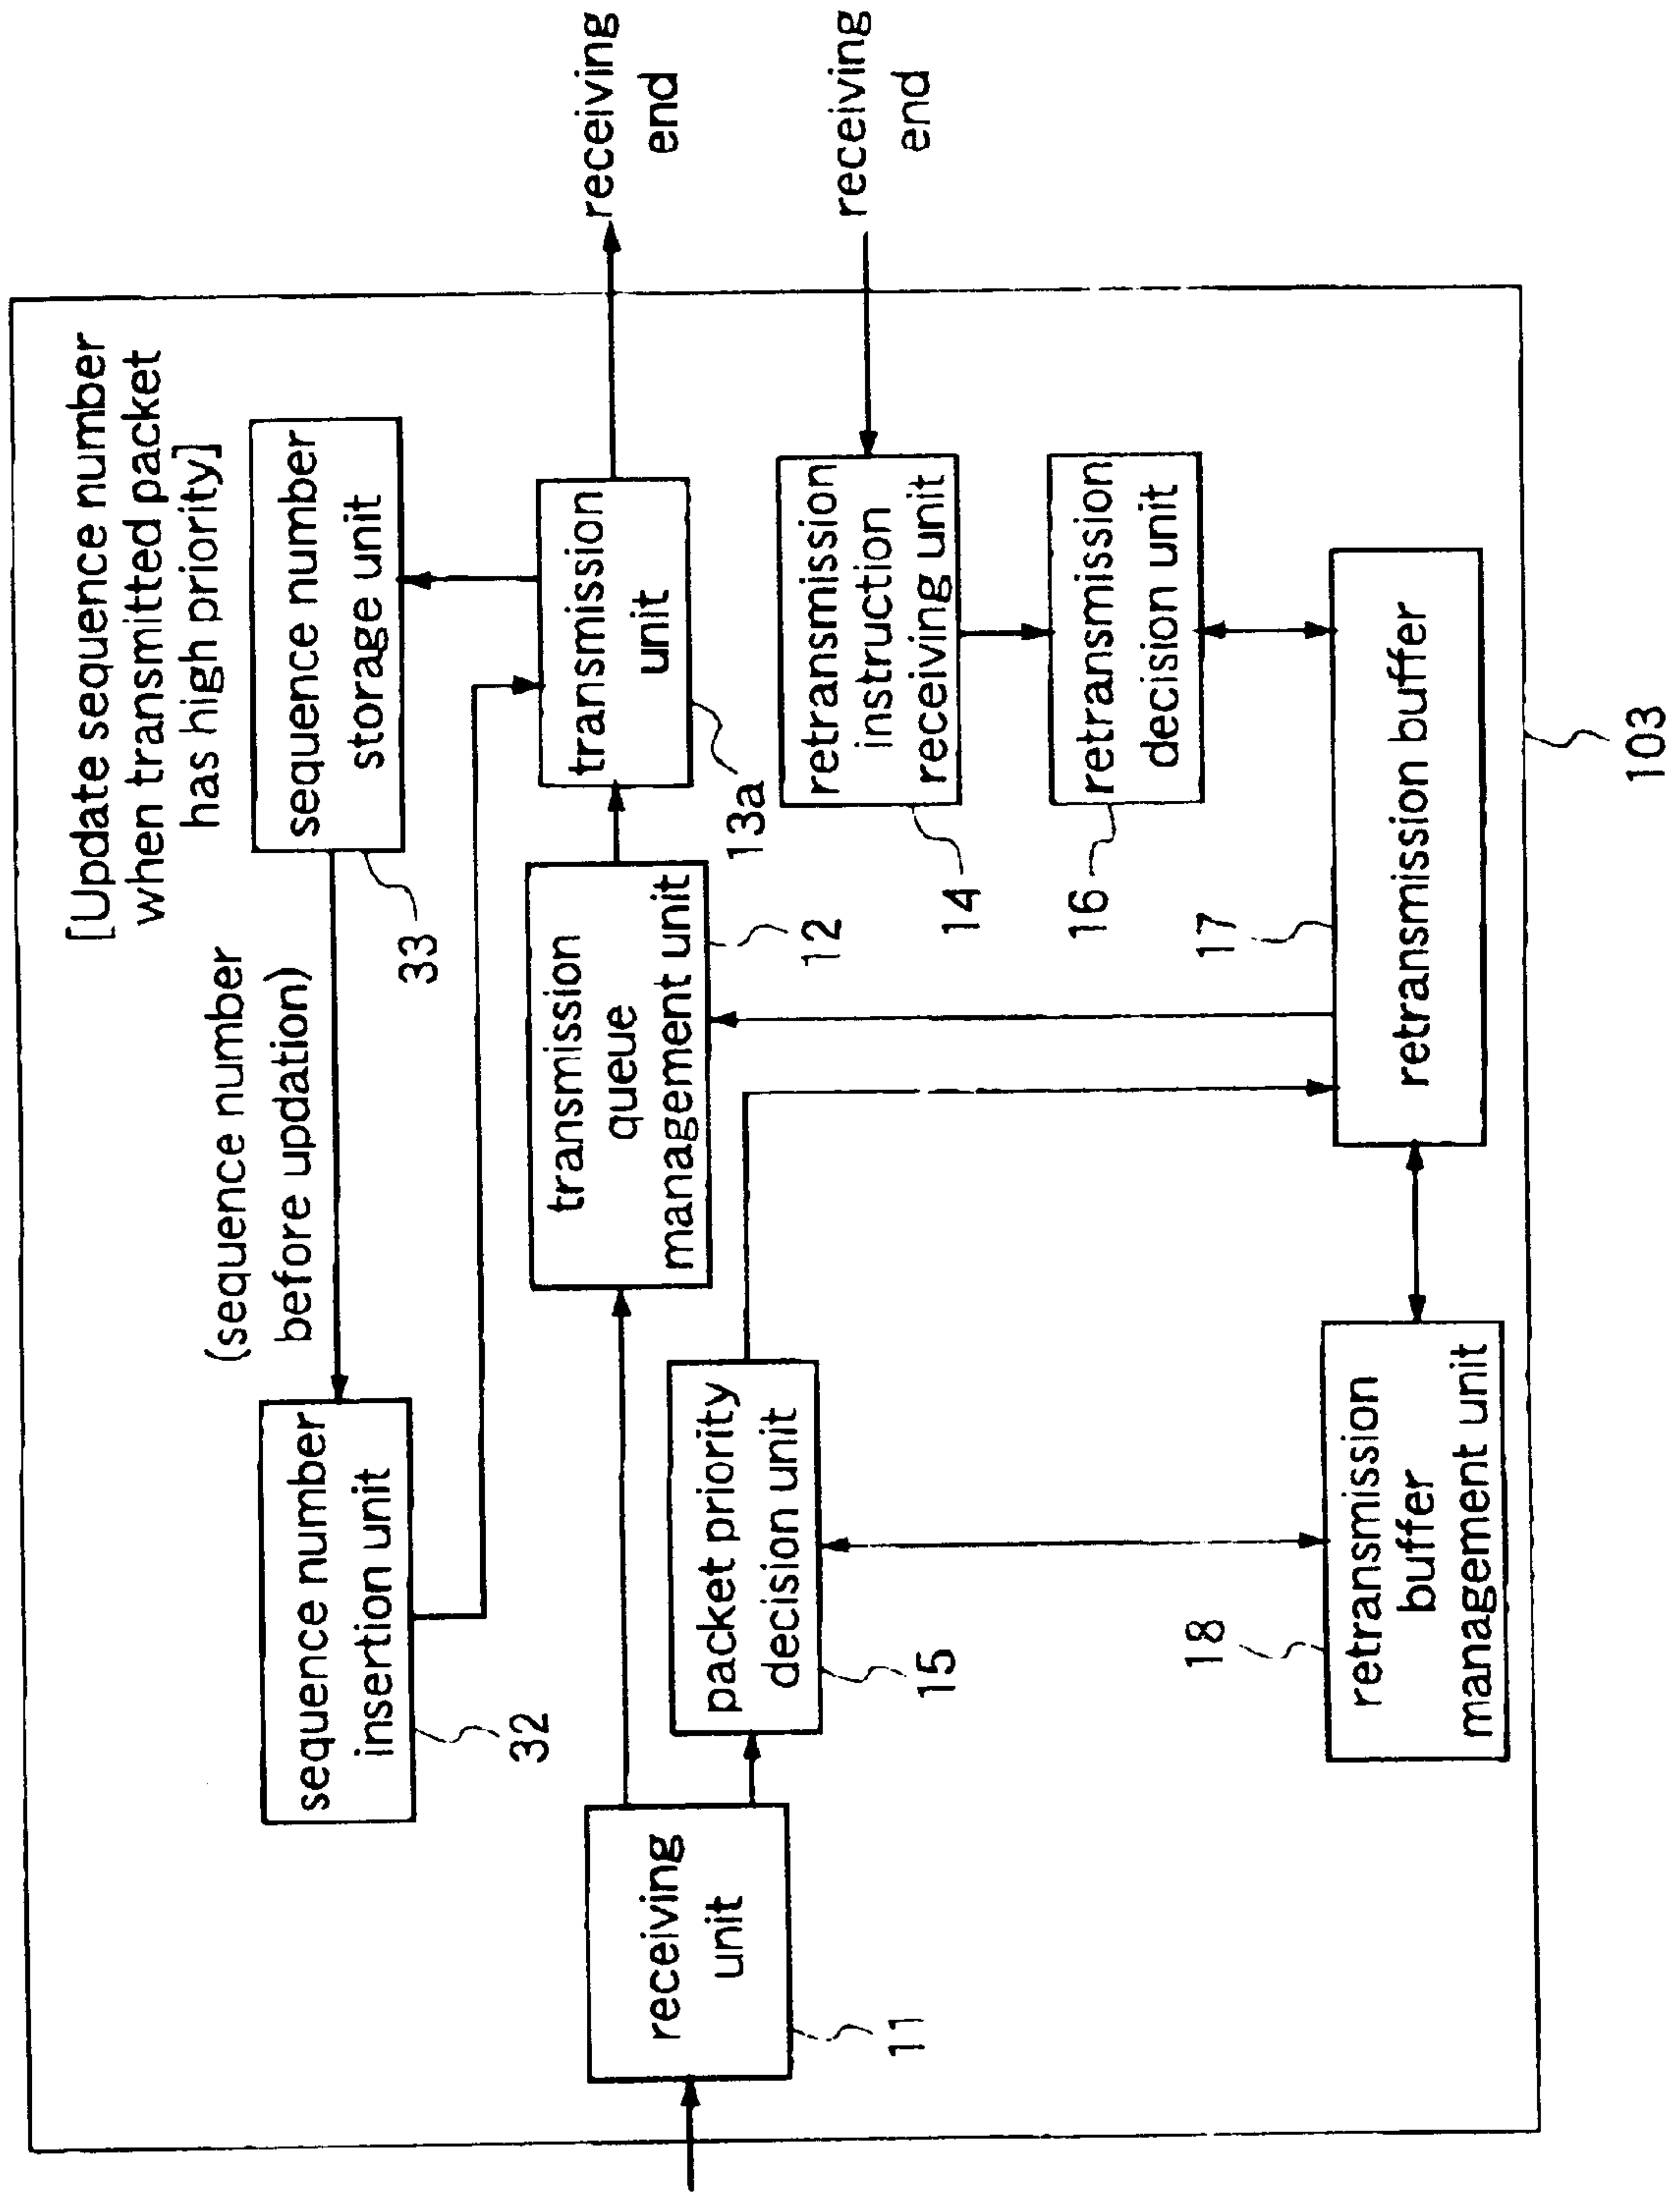 [Update sequence number
when transmitted packet
has high priority]
(sequence number
before updation)
sequence number
insertion unit
32
sequence number
storage unit
33
receiving
unit
11
transmission
queue
management unit
12
transmission
unit
13a
receiving
end
packet priority
decision unit
15
retransmission
instruction
receiving unit
14
receiving
end
retransmission
decision unit
16
retransmission
buffer
management unit
18
retransmission buffer
17
103